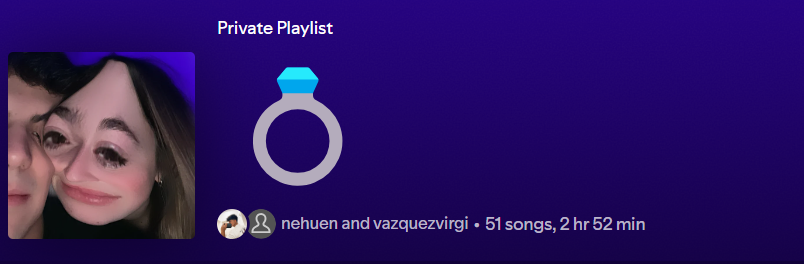 Private Playlist
💍
nehuen and vazquezvirgi • 51 songs, 2 hr 52 min